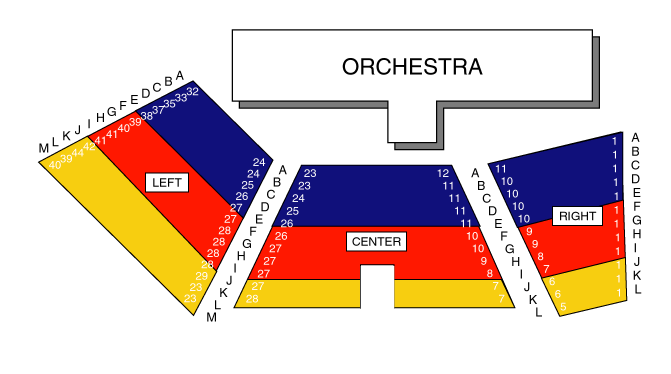 ORCHESTRA
M L K J I H G F E D C B A
40 39 44 42 41 41 40 39 38 37 35 33 32
LEFT
24
24
25
26
27
27
28
28
28
28
29
23
23
A
B
C
D
E
F
G
H
I
J
K
L
M
23
23
24
25
26
26
27
27
27
27
28
CENTER
12
11
11
11
11
10
10
9
8
7
7
A
B
C
D
E
F
G
H
I
J
K
L
11
10
10
10
10
9
9
8
7
6
6
5
RIGHT
1
1
1
1
1
1
1
1
1
1
1
1
A
B
C
D
E
F
G
H
I
J
K
L